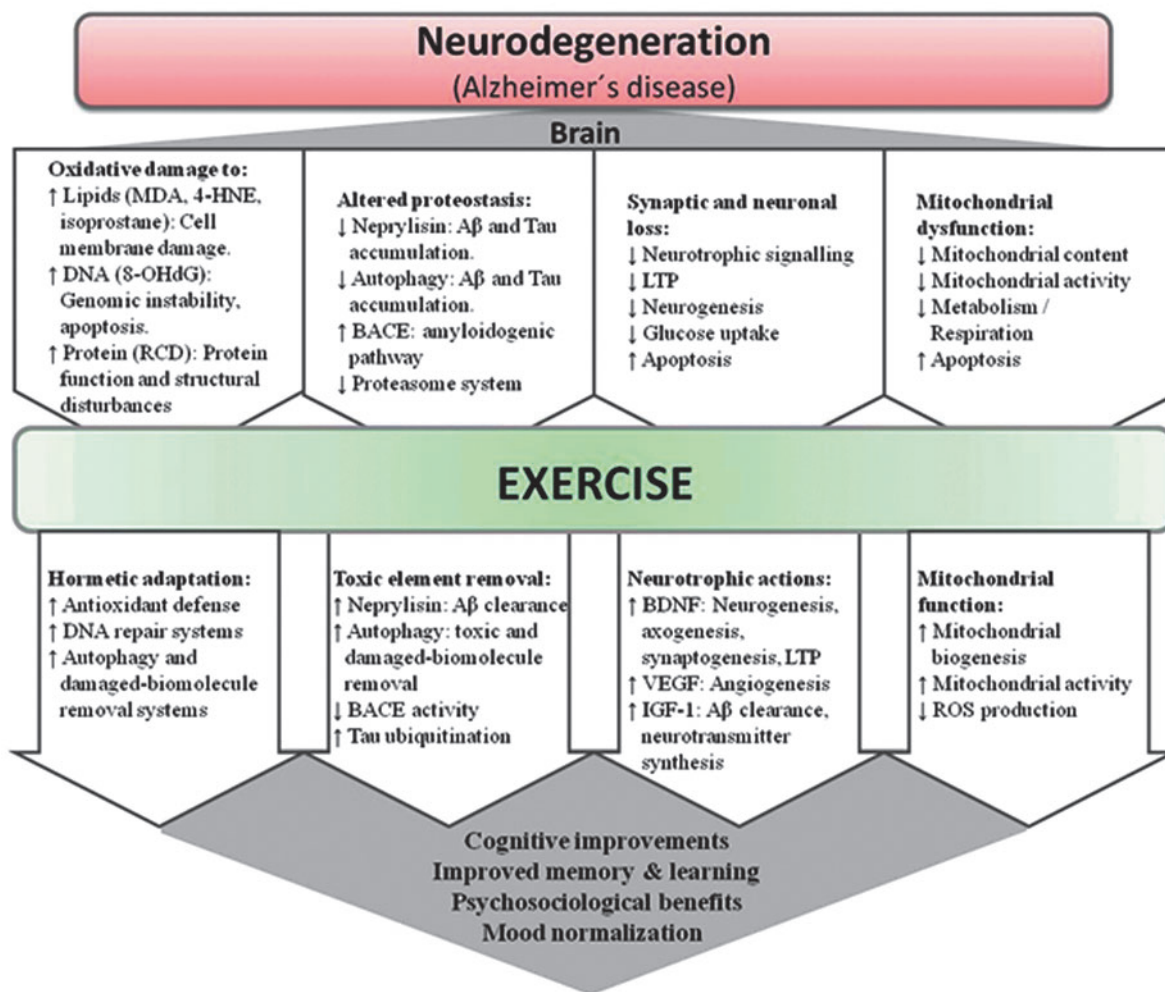 Neurodegeneration
(Alzheimer´s disease)
Brain
Oxidative damage to:
↑ Lipids (MDA, 4-HNE,
isoprostane): Cell
membrane damage.
↑ DNA (8-OHdG):
Genomic instability,
apoptosis.
↑ Protein (RCD): Protein
function and structural
disturbances
Altered proteostasis:
↓ Neprylisin: Aβ and Tau
accumulation.
↓ Autophagy: Aβ and Tau
accumulation.
↑ BACE: amyloidogenic
pathway
↓ Proteasome system
Synaptic and neuronal
loss:
↓ Neurotrophic signalling
↓ LTP
↓ Neurogenesis
↓ Glucose uptake
↑ Apoptosis
Mitochondrial
dysfunction:
↓ Mitochondrial content
↓ Mitochondrial activity
↓ Metabolism /
Respiration
↑ Apoptosis
EXERCISE
Hormetic adaptation:
↑ Antioxidant defense
↑ DNA repair systems
↑ Autophagy and
damaged-biomolecule
removal systems
Toxic element removal:
↑ Neprylisin: Aβ clearance
↑ Autophagy: toxic and
damaged-biomolecule
removal
↓ BACE activity
↑ Tau ubiquitination
Neurotrophic actions:
↑ BDNF: Neurogenesis,
axogenesis,
synaptogenesis, LTP
↑ VEGF: Angiogenesis
↑ IGF-1: Aβ clearance,
neurotransmitter
synthesis
Mitochondrial
function:
↑ Mitochondrial
biogenesis
↑ Mitochondrial activity
↓ ROS production
Cognitive improvements
Improved memory & learning
Psychosociological benefits
Mood normalization